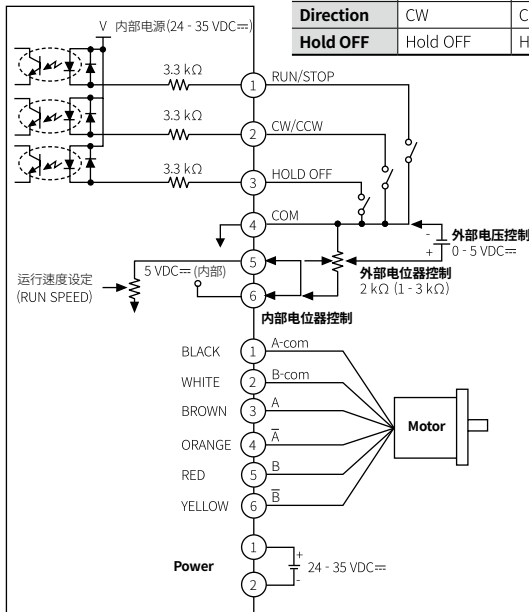 Direction CW C
Hold OFF Hold OFF H
V 内部电源(24 - 35 VDC⎓)
3.3 kΩ
1 RUN/STOP
3.3 kΩ
2 CW/CCW
3.3 kΩ
3 HOLD OFF
4 COM
- 外部电压控制
+ 0 - 5 VDC⎓
5
5 VDC⎓ (内部)
外部电位器控制
2 kΩ (1 - 3 kΩ)
运行速度设定
(RUN SPEED)
6
内部电位器控制
BLACK 1 A-com
WHITE 2 B-com
BROWN 3 A
ORANGE 4 A̅
RED 5 B
YELLOW 6 B̅
Motor
Power
1 + 24 - 35 VDC⎓
2 -